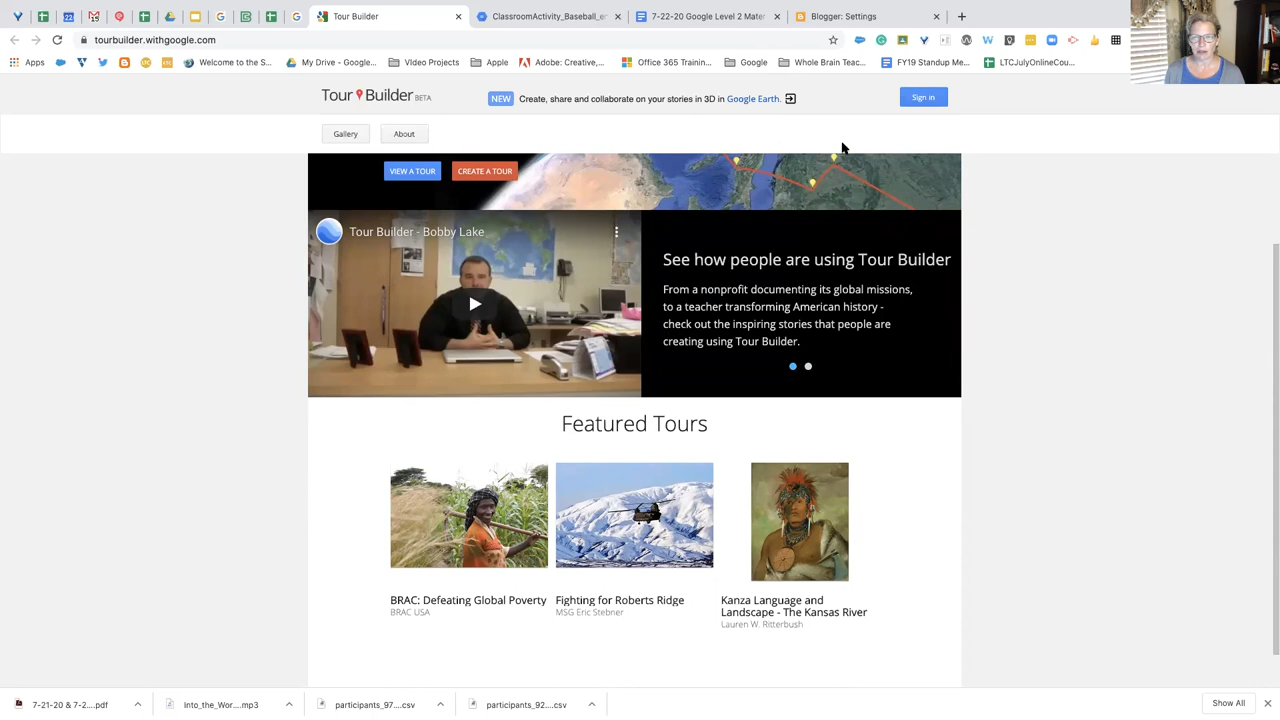 Tour Builder
ClassroomActivity_Baseball_er
7-22-20 Google Level 2 Mater
Blogger: Settings
tourbuilder.withgoogle.com
Apps
Welcome to the S...
My Drive - Google...
Video Projects
Apple
Adobe: Creative,...
Office 365 Trainin...
Google
Whole Brain Teac...
FY19 Standup Me...
LTCJulyOnlineCou...
Tour Builder BETA
NEW Create, share and collaborate on your stories in 3D in Google Earth.
Sign in
Gallery
About
VIEW A TOUR
CREATE A TOUR
Tour Builder - Bobby Lake
See how people are using Tour Builder
From a nonprofit documenting its global missions,
to a teacher transforming American history -
check out the inspiring stories that people are
creating using Tour Builder.
Featured Tours
BRAC: Defeating Global Poverty
BRAC USA
Fighting for Roberts Ridge
MSG Eric Stebner
Kanza Language and
Landscape - The Kansas River
Lauren W. Ritterbush
7-21-20 & 7-2....pdf
Into_the_Wor....mp3
participants_97....csv
participants_92....csv
Show All